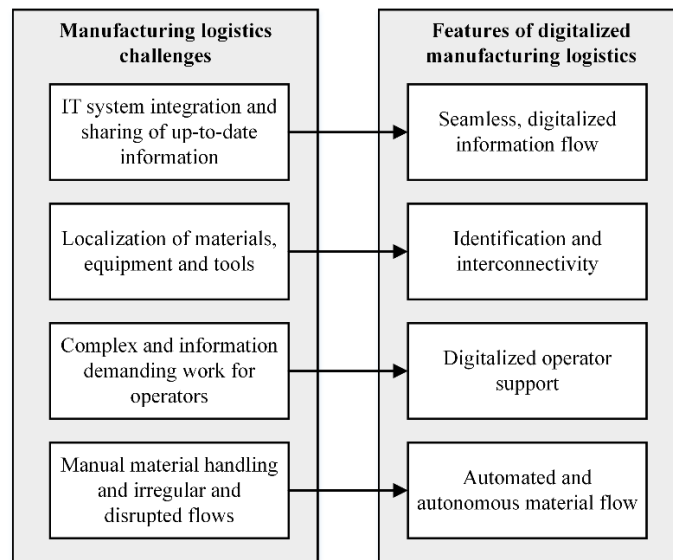 Manufacturing logistics
challenges
IT system integration and
sharing of up-to-date
information
Localization of materials,
equipment and tools
Complex and information
demanding work for
operators
Manual material handling
and irregular and
disrupted flows
Features of digitalized
manufacturing logistics
Seamless, digitalized
information flow
Identification and
interconnectivity
Digitalized operator
support
Automated and
autonomous material flow